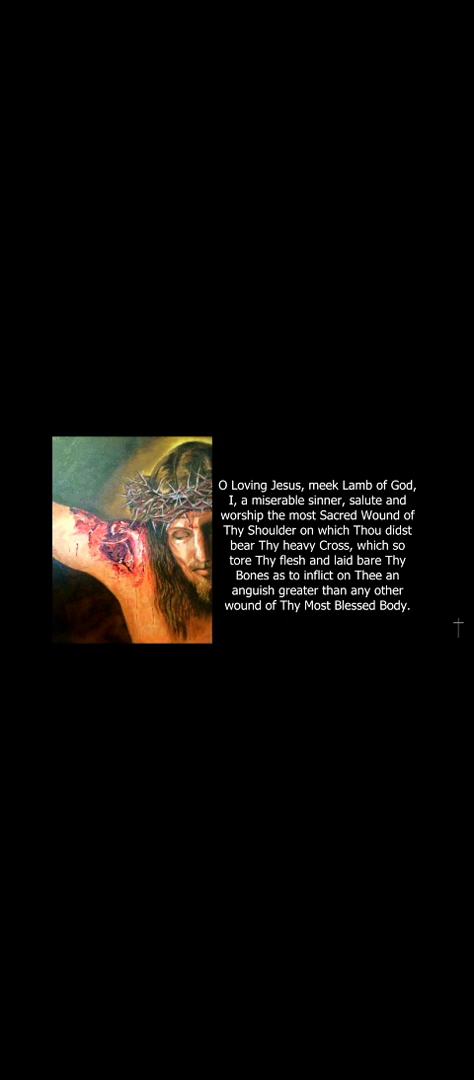 O Loving Jesus, meek Lamb of God,
I, a miserable sinner, salute and
worship the most Sacred Wound of
Thy Shoulder on which Thou didst
bear Thy heavy Cross, which so
tore Thy flesh and laid bare Thy
Bones as to inflict on Thee an
anguish greater than any other
wound of Thy Most Blessed Body.